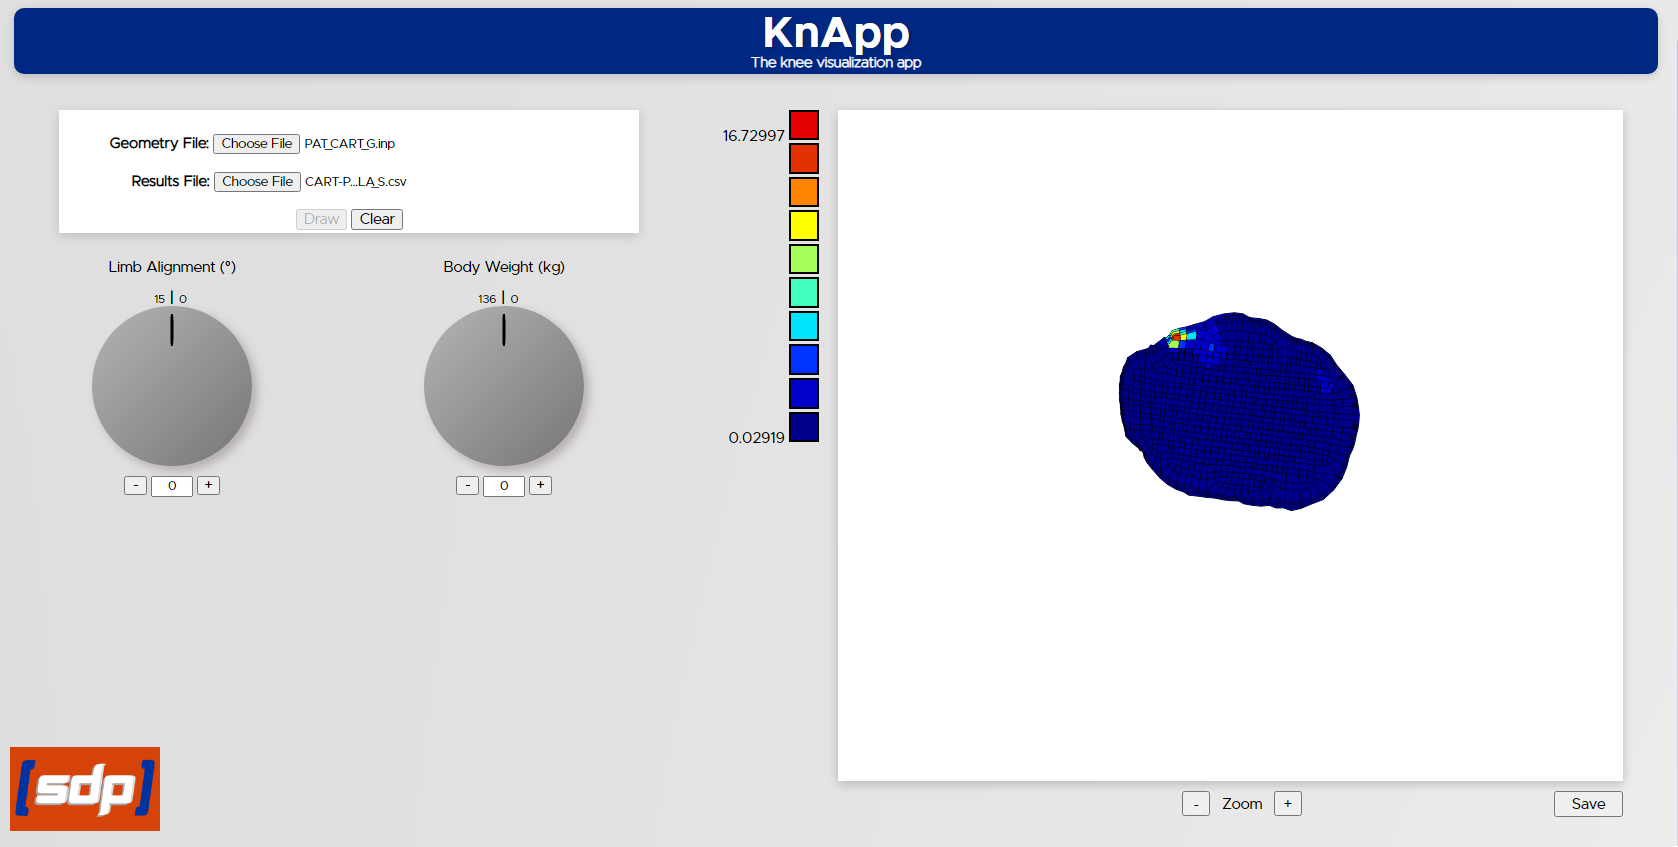 KnApp
The knee visualization app
Geometry File: Choose File PAT_CART_G.inp
Results File: Choose File CART-P...LA_S.csv
Draw Clear
Limb Alignment (°)
15 | 0
- 0 +
Body Weight (kg)
136 | 0
- 0 +
16.72997
0.02919
- Zoom +
Save
[sdp]